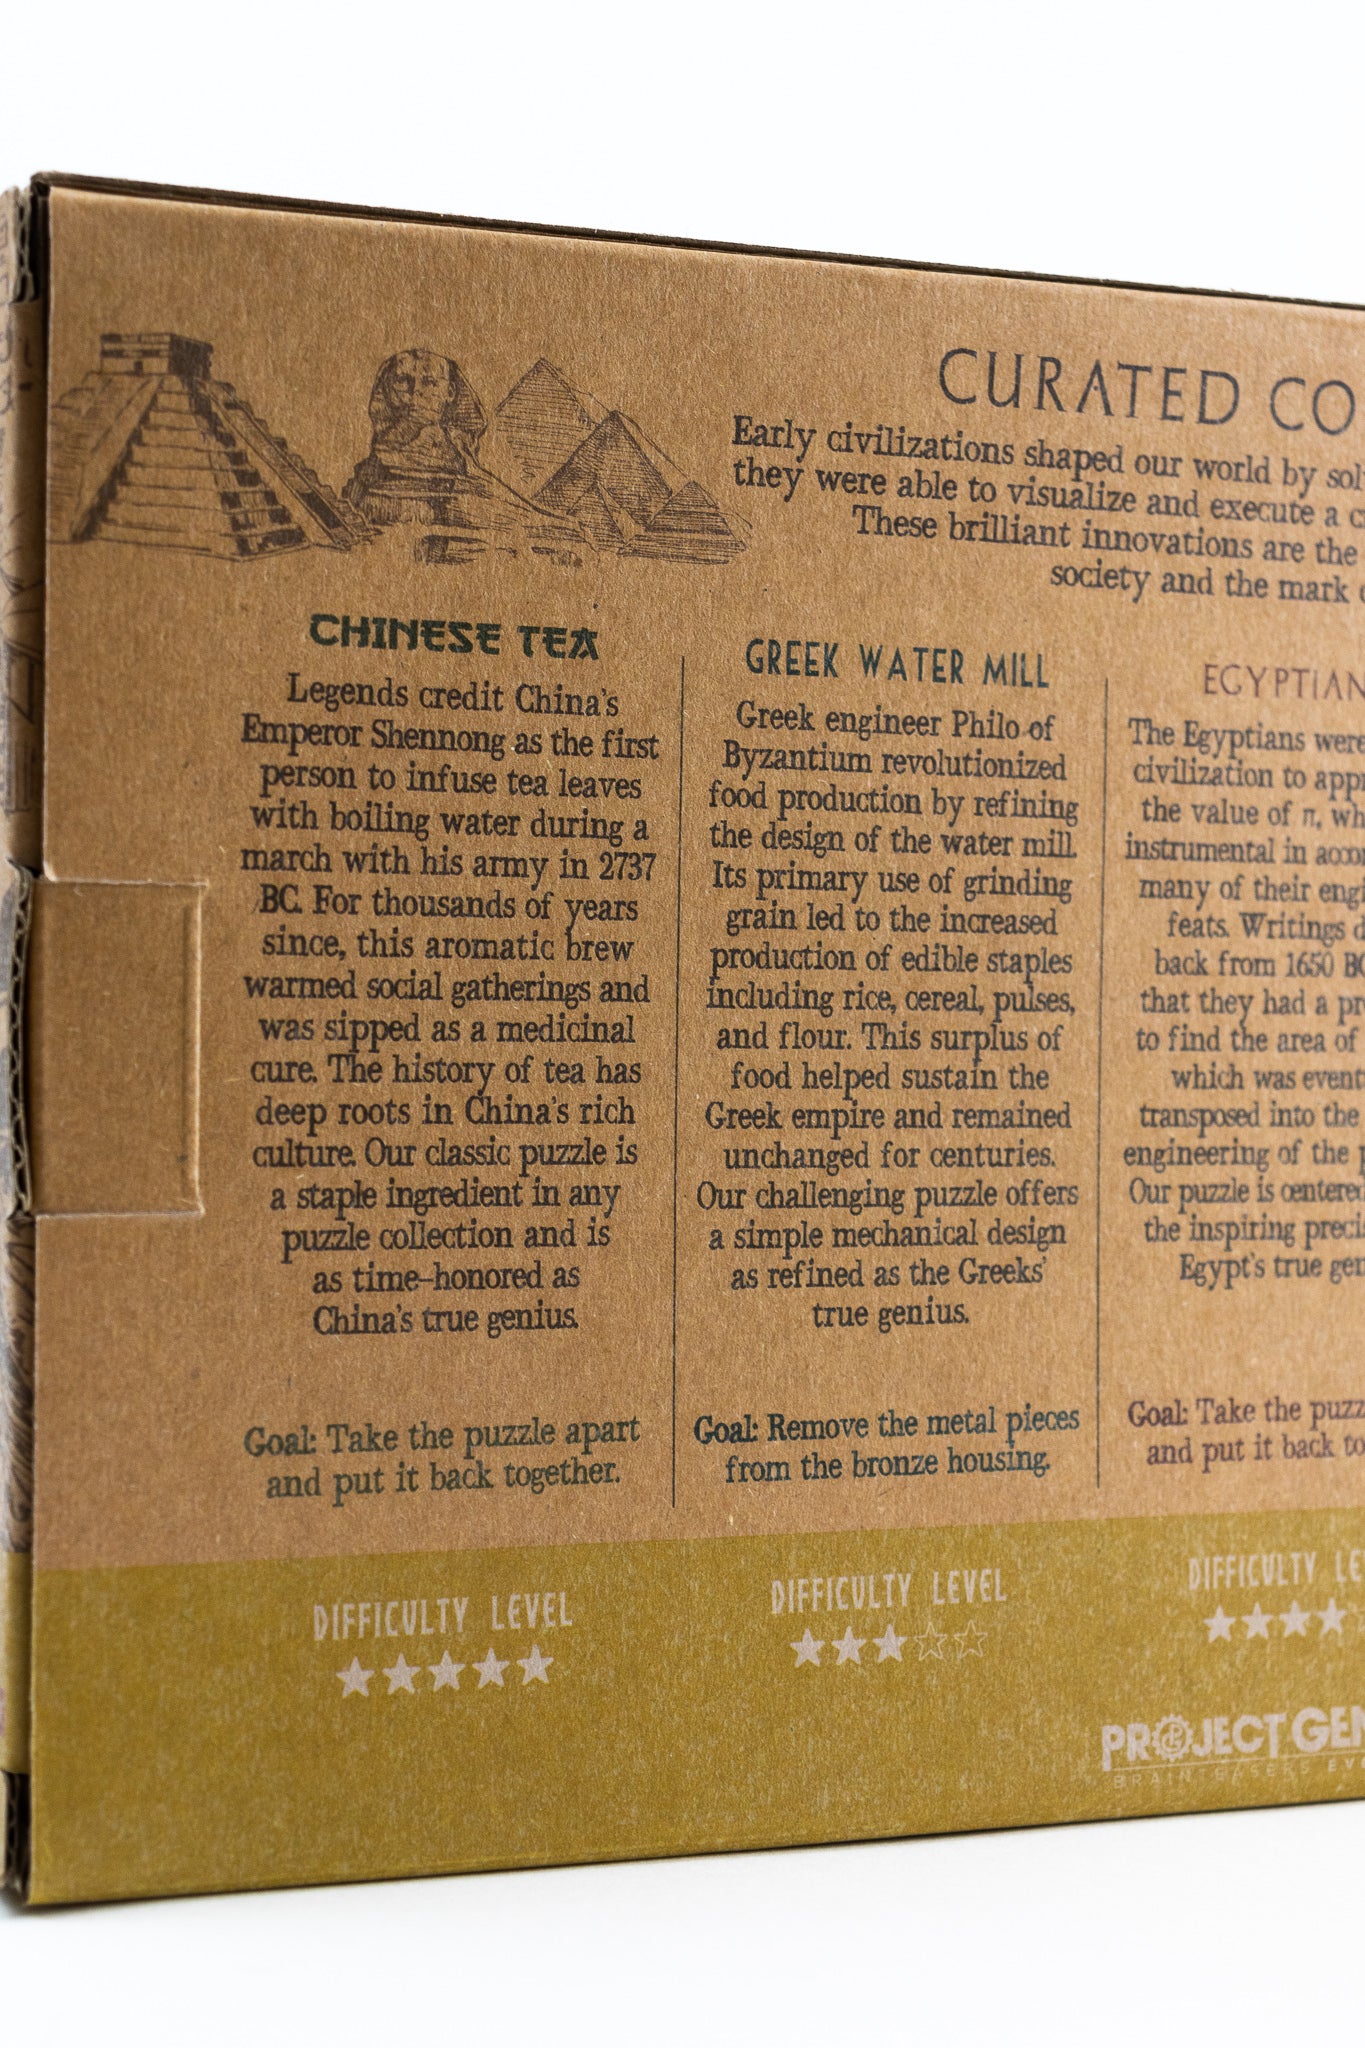 CURATED CO
Early civilizations shaped our world by sol
they were able to visualize and execute a c
These brilliant innovations are the
society and the mark
CHINESE TEA
Legends credit China's
Emperor Shennong as the first
person to infuse tea leaves
with boiling water during a
march with his army in 2737
BC. For thousands of years
since, this aromatic brew
warmed social gatherings and
was sipped as a medicinal
cure. The history of tea has
deep roots in China's rich
culture. Our classic puzzle is
a staple ingredient in any
puzzle collection and is
as time-honored as
China's true genius.
Goal: Take the puzzle apart
and put it back together.
DIFFICULTY LEVEL
GREEK WATER MILL
Greek engineer Philo of
Byzantium revolutionized
food production by refining
the design of the water mill.
Its primary use of grinding
grain led to the increased
production of edible staples
including rice, cereal, pulses,
and flour. This surplus of
food helped sustain the
Greek empire and remained
unchanged for centuries.
Our challenging puzzle offers
a simple mechanical design
as refined as the Greeks'
true genius.
Goal: Remove the metal pieces
from the bronze housing.
DIFFICULTY LEVEL
EGYPTIAN
The Egyptians were
civilization to appr
the value of π, wh
instrumental in accom
many of their engi
feats. Writings d
back from 1650 BC
that they had a pr
to find the area of
which was event
transposed into the
engineering of the p
Our puzzle is centered
the inspiring preci
Egypt's true gen
Goal: Take the puzz
and put it back to
DIFFICULTY LE
PROJECT GEN
BRAINTEASERS EV